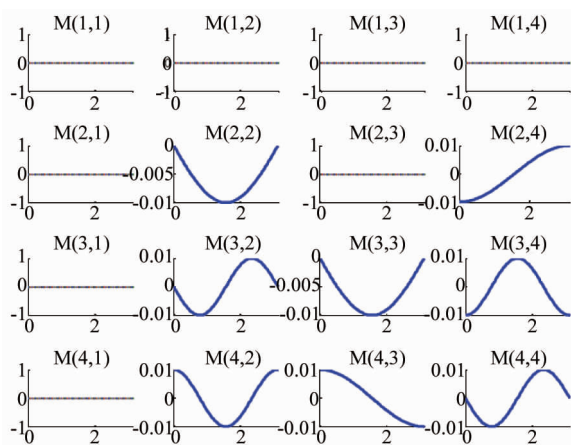 M(1,1) M(1,2) M(1,3) M(1,4)
1 1 1 1
0 0 0 0
-1 -1 -1 -1
0 2 0 2 0 2 0 2
M(2,1) M(2,2) M(2,3) M(2,4)
1 0 1 0.01
0 -0.005 0 0
-1 -0.01 -1 -0.01
0 2 0 2 0 2 0 2
M(3,1) M(3,2) M(3,3) M(3,4)
1 0.01 0 0.01
0 0 -0.005 0
-1 -0.01 -0.01 -0.01
0 2 0 2 0 2 0 2
M(4,1) M(4,2) M(4,3) M(4,4)
1 0.01 0.01 0.01
0 0 0 0
-1 -0.01 -0.01 -0.01
0 2 0 2 0 2 0 2